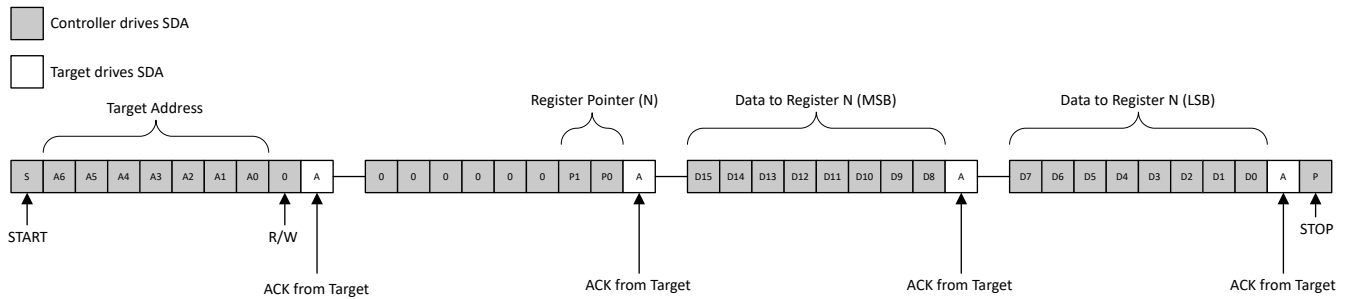 Controller drives SDA
Target drives SDA
Target Address
Register Pointer (N)
Data to Register N (MSB)
Data to Register N (LSB)
S A6 A5 A4 A3 A2 A1 A0 0 A 0 0 0 0 0 0 P1 P0 A D15 D14 D13 D12 D11 D10 D9 D8 A D7 D6 D5 D4 D3 D2 D1 D0 A P
START
R/W
STOP
ACK from Target
ACK from Target
ACK from Target
ACK from Target